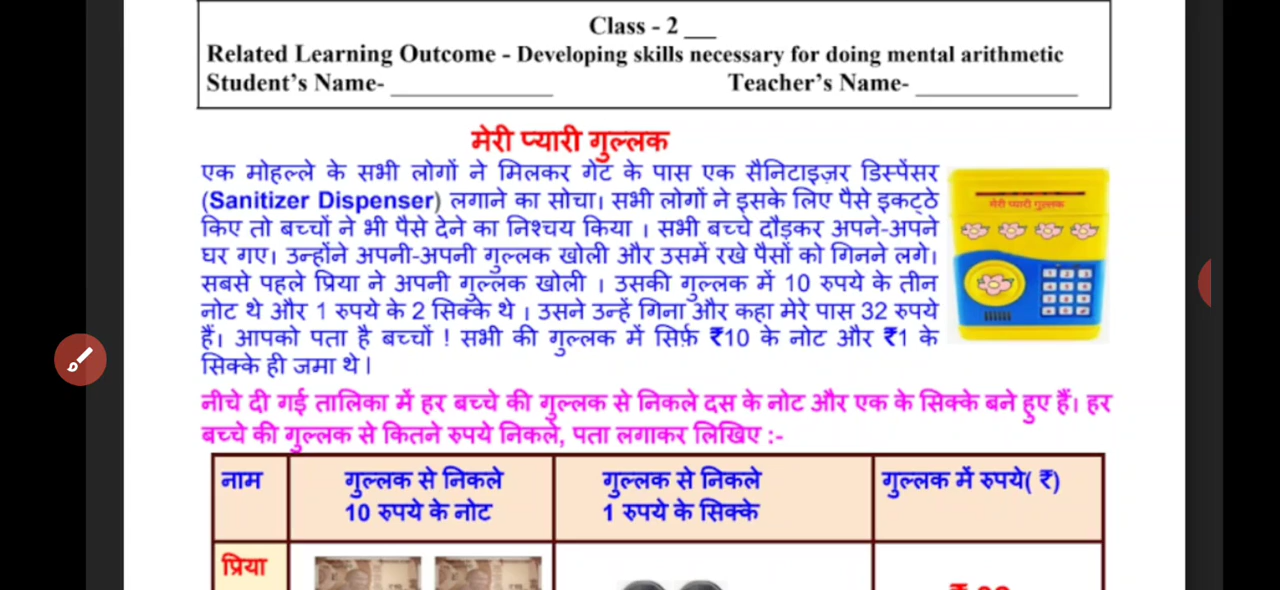 Class - 2 __
Related Learning Outcome - Developing skills necessary for doing mental arithmetic
Student's Name- ____________ Teacher's Name- ____________
मेरी प्यारी गुल्लक
एक मोहल्ले के सभी लोगों ने मिलकर गेट के पास एक सैनिटाइज़र डिस्पेंसर
(Sanitizer Dispenser) लगाने का सोचा। सभी लोगों ने इसके लिए पैसे इकट्ठे
किए तो बच्चों ने भी पैसे देने का निश्चय किया । सभी बच्चे दौड़कर अपने-अपने
घर गए। उन्होंने अपनी-अपनी गुल्लक खोली और उसमें रखे पैसों को गिनने लगे।
सबसे पहले प्रिया ने अपनी गुल्लक खोली । उसकी गुल्लक में 10 रुपये के तीन
नोट थे और 1 रुपये के 2 सिक्के थे । उसने उन्हें गिना और कहा मेरे पास 32 रुपये
हैं। आपको पता है बच्चों ! सभी की गुल्लक में सिर्फ़ ₹10 के नोट और ₹1 के
सिक्के ही जमा थे।
मेरी प्यारी गुल्लक
नीचे दी गई तालिका में हर बच्चे की गुल्लक से निकले दस के नोट और एक के सिक्के बने हुए हैं। हर
बच्चे की गुल्लक से कितने रुपये निकले, पता लगाकर लिखिए :-
नाम गुल्लक से निकले 10 रुपये के नोट गुल्लक से निकले 1 रुपये के सिक्के गुल्लक में रुपये( ₹)
प्रिया